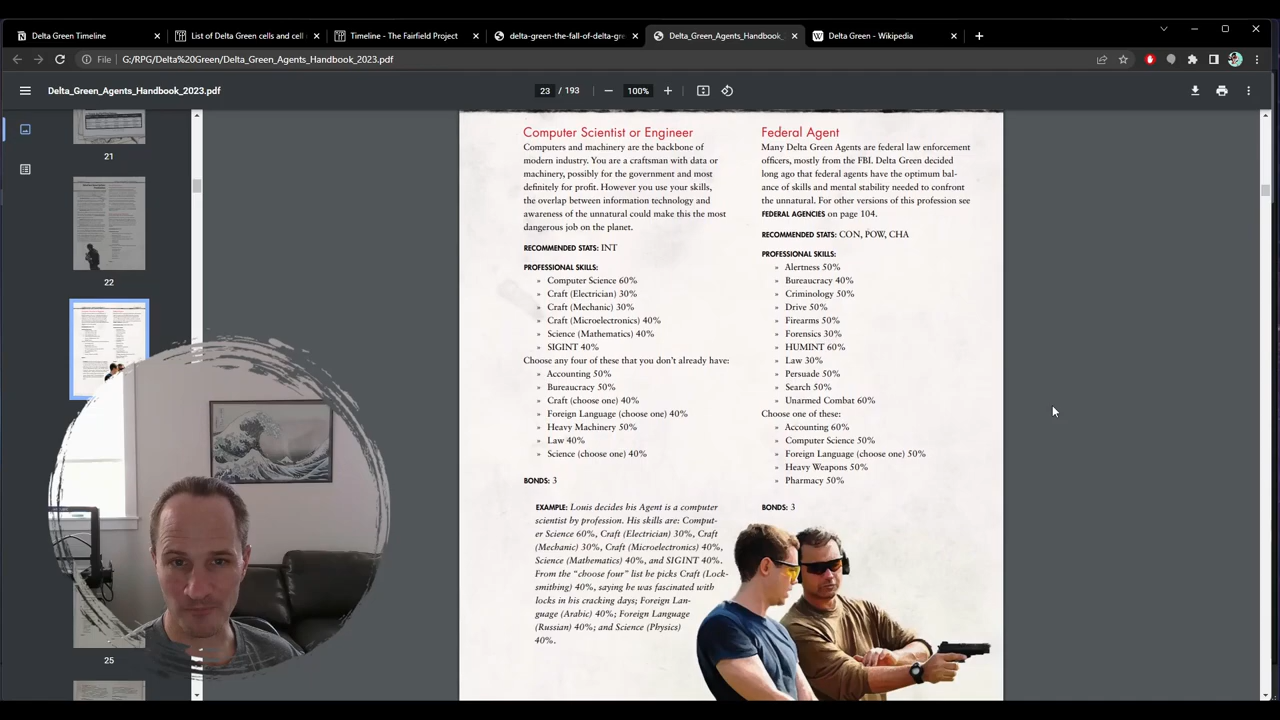 Delta Green Timeline
List of Delta Green cells and cell
Timeline - The Fairfield Project
delta-green-the-fall-of-delta-gre
Delta_Green_Agents_Handbook_
Delta Green - Wikipedia
File
G:/RPG/Delta%20Green/Delta_Green_Agents_Handbook_2023.pdf
Delta_Green_Agents_Handbook_2023.pdf
23 / 193
100%
21
22
25
Computer Scientist or Engineer
Computers and machinery are the backbone of
modern industry. You are a craftsman with data or
machinery, possibly for the government and most
definitely for profit. However you use your skills,
the overlap between information technology and
awareness of the unnatural could make this the most
dangerous job on the planet.
RECOMMENDED STATS: INT
PROFESSIONAL SKILLS:
» Computer Science 60%
» Craft (Electrician) 30%
» Craft (Mechanic) 30%
» Craft (Microelectronics) 40%
» Science (Mathematics) 40%
» SIGINT 40%
Choose any four of these that you don't already have:
» Accounting 50%
» Bureaucracy 50%
» Craft (choose one) 40%
» Foreign Language (choose one) 40%
» Heavy Machinery 50%
» Law 40%
» Science (choose one) 40%
BONDS: 3
EXAMPLE: Louis decides his Agent is a computer
scientist by profession. His skills are: Comput-
er Science 60%, Craft (Electrician) 30%, Craft
(Mechanic) 30%, Craft (Microelectronics) 40%,
Science (Mathematics) 40%, and SIGINT 40%.
From the "choose four" list he picks Craft (Lock-
smithing) 40%, saying he was fascinated with
locks in his cracking days; Foreign Lan-
guage (Arabic) 40%; Foreign Language
(Russian) 40%; and Science (Physics)
40%.
Federal Agent
Many Delta Green Agents are federal law enforcement
officers, mostly from the FBI. Delta Green decided
long ago that federal agents have the optimum bal-
ance of skills and mental stability needed to confront
the unnatural. For other versions of this profession see
FEDERAL AGENCIES on page 104.
RECOMMENDED STATS: CON, POW, CHA
PROFESSIONAL SKILLS:
» Alertness 50%
» Bureaucracy 40%
» Criminology 50%
» Drive 50%
» Firearms 50%
» Forensics 30%
» HUMINT 60%
» Law 30%
» Persuade 50%
» Search 50%
» Unarmed Combat 60%
Choose one of these:
» Accounting 60%
» Computer Science 50%
» Foreign Language (choose one) 50%
» Heavy Weapons 50%
» Pharmacy 50%
BONDS: 3